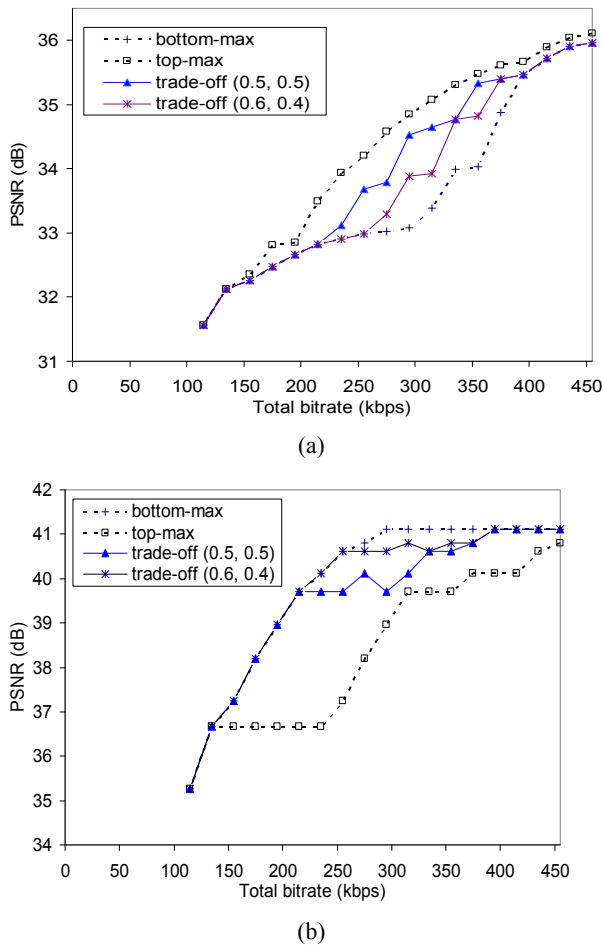 36
35
34
33
32
31
PSNR (dB)
bottom-max
top-max
trade-off (0.5, 0.5)
trade-off (0.6, 0.4)
0 50 100 150 200 250 300 350 400 450
Total bitrate (kbps)
(a)
42
41
40
39
38
37
36
35
34
PSNR (dB)
bottom-max
top-max
trade-off (0.5, 0.5)
trade-off (0.6, 0.4)
0 50 100 150 200 250 300 350 400 450
Total bitrate (kbps)
(b)